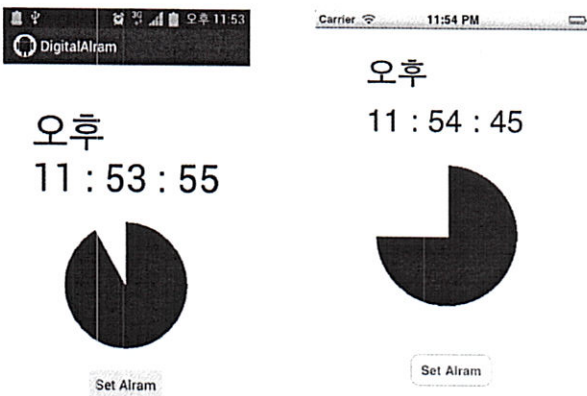 3G 오후 11:53
DigitalAlram
오후
11 : 53 : 55
Set Alram
Carrier 11:54 PM
오후
11 : 54 : 45
Set Alram